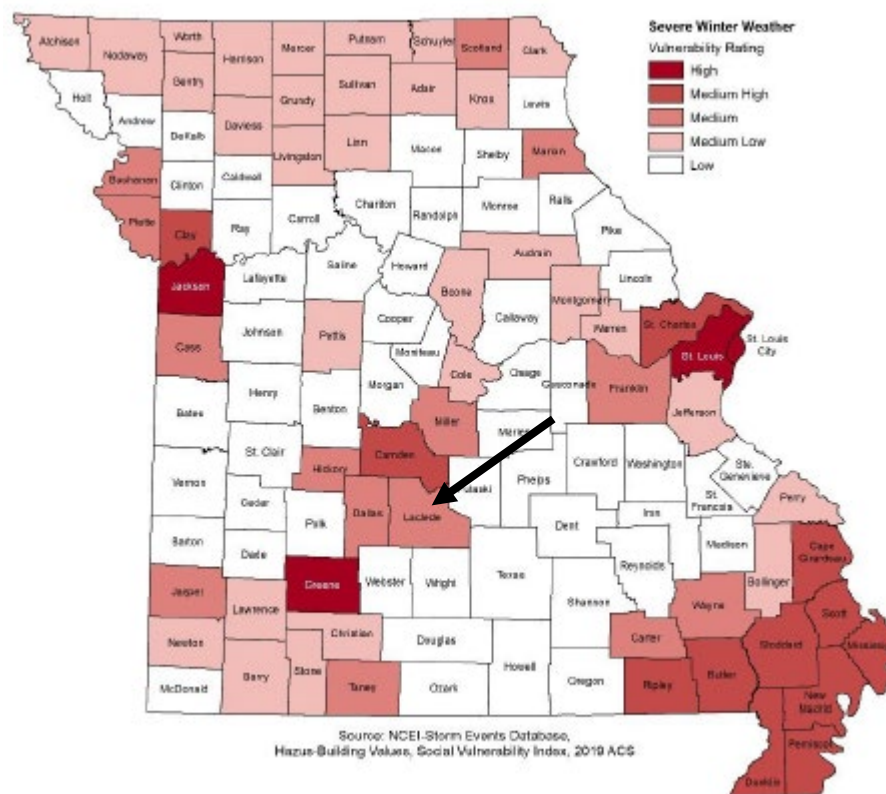 Severe Winter Weather
Vulnerability Rating
High
Medium High
Medium
Medium Low
Low
Atchison
Nodaway
Worth
Gentry
Harrison
Mercer
Putnam
Schuyler
Scotland
Clark
Holt
Andrew
DeKalb
Daviess
Grundy
Sullivan
Adair
Knox
Lewis
Livingston
Linn
Macon
Shelby
Marion
Buchanan
Clinton
Caldwell
Platte
Clay
Ray
Carroll
Chariton
Randolph
Monroe
Ralls
Pike
Jackson
Lafayette
Saline
Howard
Boone
Audrain
Lincoln
Cass
Johnson
Pettis
Cooper
Moniteau
Callaway
Montgomery
Warren
St. Charles
St. Louis
St. Louis
City
Henry
Benton
Morgan
Cole
Osage
Gasconade
Franklin
Jefferson
Bates
St. Clair
Hickory
Camden
Miller
Maries
Crawford
Washington
Ste.
Genevieve
Vernon
Cedar
Polk
Dallas
Laclede
Phelps
Dent
Iron
St.
Francois
Perry
Barton
Dade
Greene
Webster
Wright
Texas
Reynolds
Madison
Bollinger
Cape
Girardeau
Jasper
Lawrence
Christian
Douglas
Shannon
Wayne
Scott
Newton
Barry
Stone
Taney
Ozark
Howell
Oregon
Carter
Ripley
Butler
Stoddard
McDonald
New
Madrid
Pemiscot
Dunklin
Source: NCEI-Storm Events Database,
Hazus-Building Values, Social Vulnerability Index, 2019 ACS